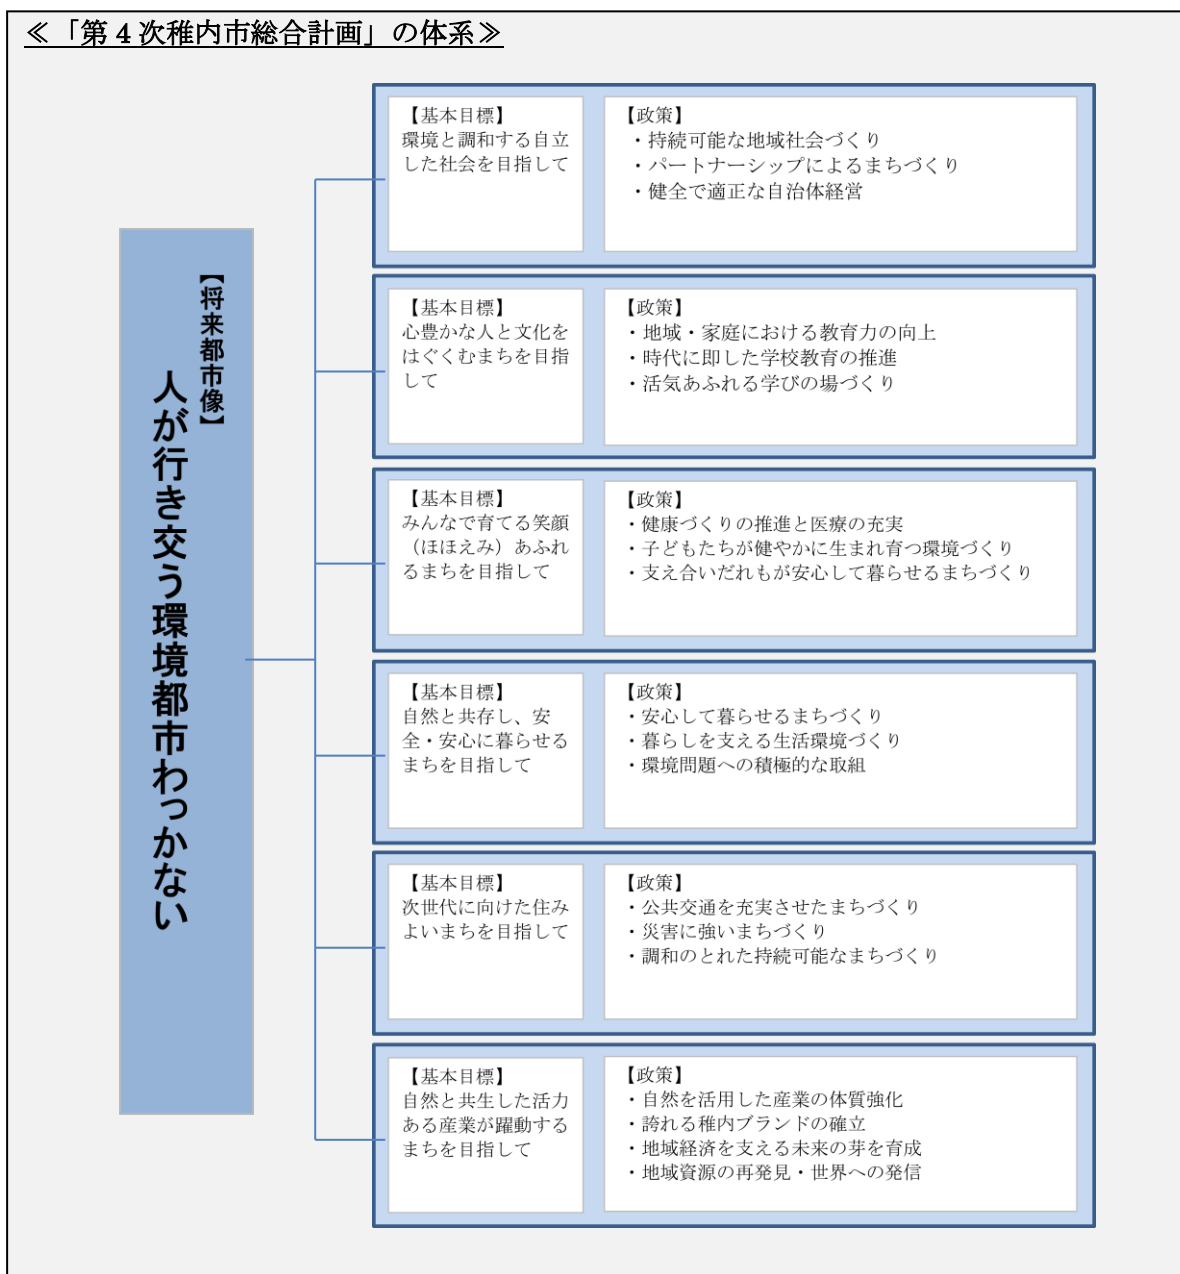 ≪「第4次稚内市総合計画」の体系≫
【将来都市像】
人が行き交う環境都市わっかない
【基本目標】
環境と調和する自立
した社会を目指して
【政策】
・持続可能な地域社会づくり
・パートナーシップによるまちづくり
・健全で適正な自治体経営
【基本目標】
心豊かな人と文化を
はぐくむまちを目指
して
【政策】
・地域・家庭における教育力の向上
・時代に即した学校教育の推進
・活気あふれる学びの場づくり
【基本目標】
みんなで育てる笑顔
（ほほえみ）あふれ
るまちを目指して
【政策】
・健康づくりの推進と医療の充実
・子どもたちが健やかに生まれ育つ環境づくり
・支え合いだれもが安心して暮らせるまちづくり
【基本目標】
自然と共存し、安
全・安心に暮らせる
まちを目指して
【政策】
・安心して暮らせるまちづくり
・暮らしを支える生活環境づくり
・環境問題への積極的な取組
【基本目標】
次世代に向けた住み
よいまちを目指して
【政策】
・公共交通を充実させたまちづくり
・災害に強いまちづくり
・調和のとれた持続可能なまちづくり
【基本目標】
自然と共生した活力
ある産業が躍動する
まちを目指して
【政策】
・自然を活用した産業の体質強化
・誇れる稚内ブランドの確立
・地域経済を支える未来の芽を育成
・地域資源の再発見・世界への発信